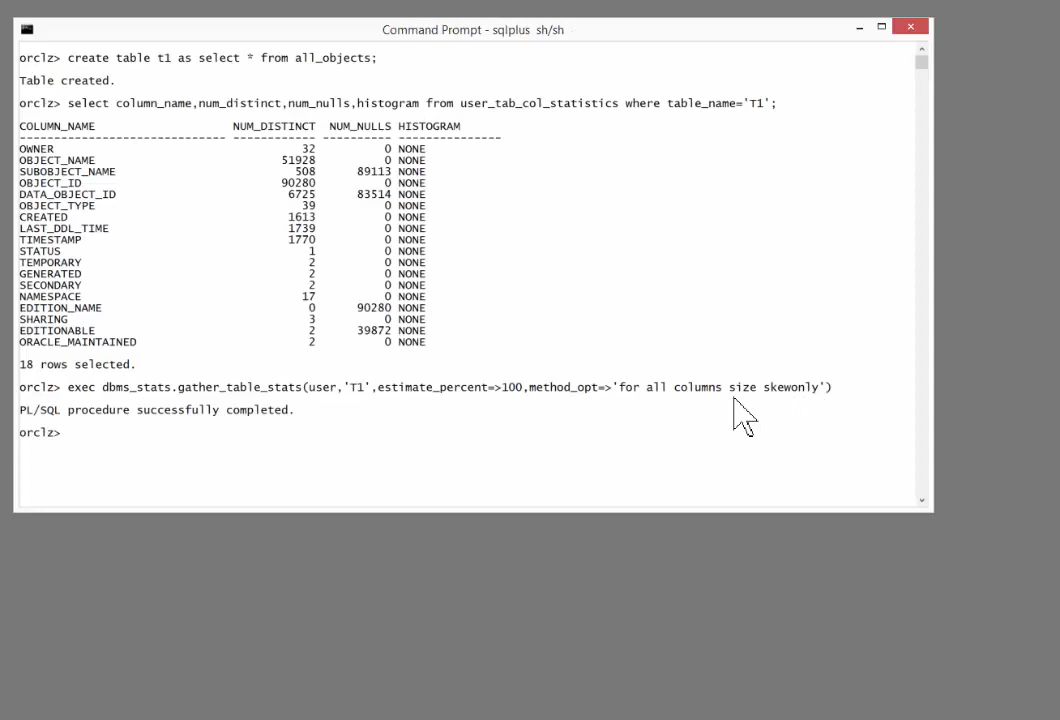 Command Prompt - sqlplus sh/sh
orclz> create table t1 as select * from all_objects;
Table created.
orclz> select column_name,num_distinct,num_nulls,histogram from user_tab_col_statistics where table_name='T1';
COLUMN_NAME NUM_DISTINCT NUM_NULLS HISTOGRAM
------------------------------ ------------ ---------- ---------------
OWNER 32 0 NONE
OBJECT_NAME 51928 0 NONE
SUBOBJECT_NAME 508 89113 NONE
OBJECT_ID 90280 0 NONE
DATA_OBJECT_ID 6725 83514 NONE
OBJECT_TYPE 39 0 NONE
CREATED 1613 0 NONE
LAST_DDL_TIME 1739 0 NONE
TIMESTAMP 1770 0 NONE
STATUS 1 0 NONE
TEMPORARY 2 0 NONE
GENERATED 2 0 NONE
SECONDARY 2 0 NONE
NAMESPACE 17 0 NONE
EDITION_NAME 0 90280 NONE
SHARING 3 0 NONE
EDITIONABLE 2 39872 NONE
ORACLE_MAINTAINED 2 0 NONE
18 rows selected.
orclz> exec dbms_stats.gather_table_stats(user,'T1',estimate_percent=>100,method_opt=>'for all columns size skewonly')
PL/SQL procedure successfully completed.
orclz>